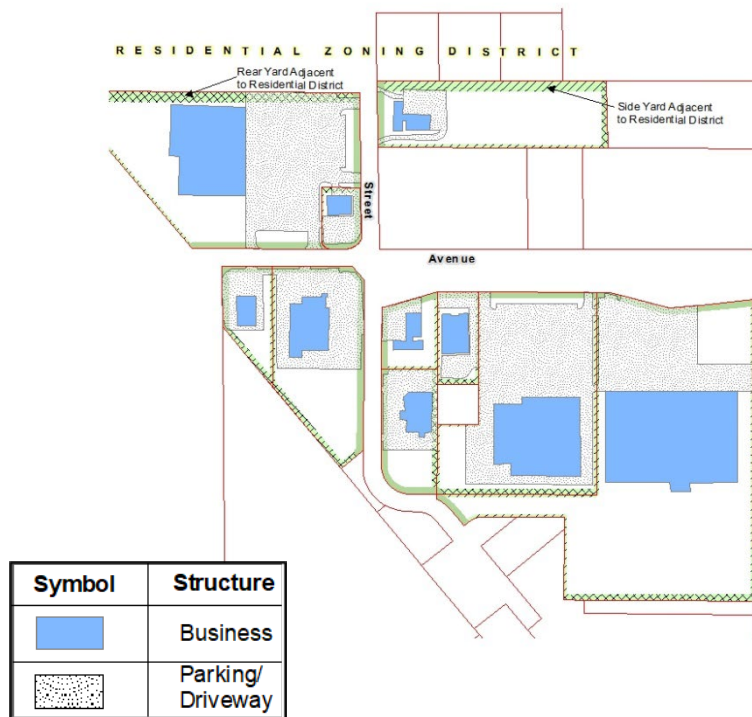 RESIDENTIAL ZONING DISTRICT
Rear Yard Adjacent
to Residential District
Side Yard Adjacent
to Residential District
Street
Avenue
Symbol Structure
Business
Parking/
Driveway